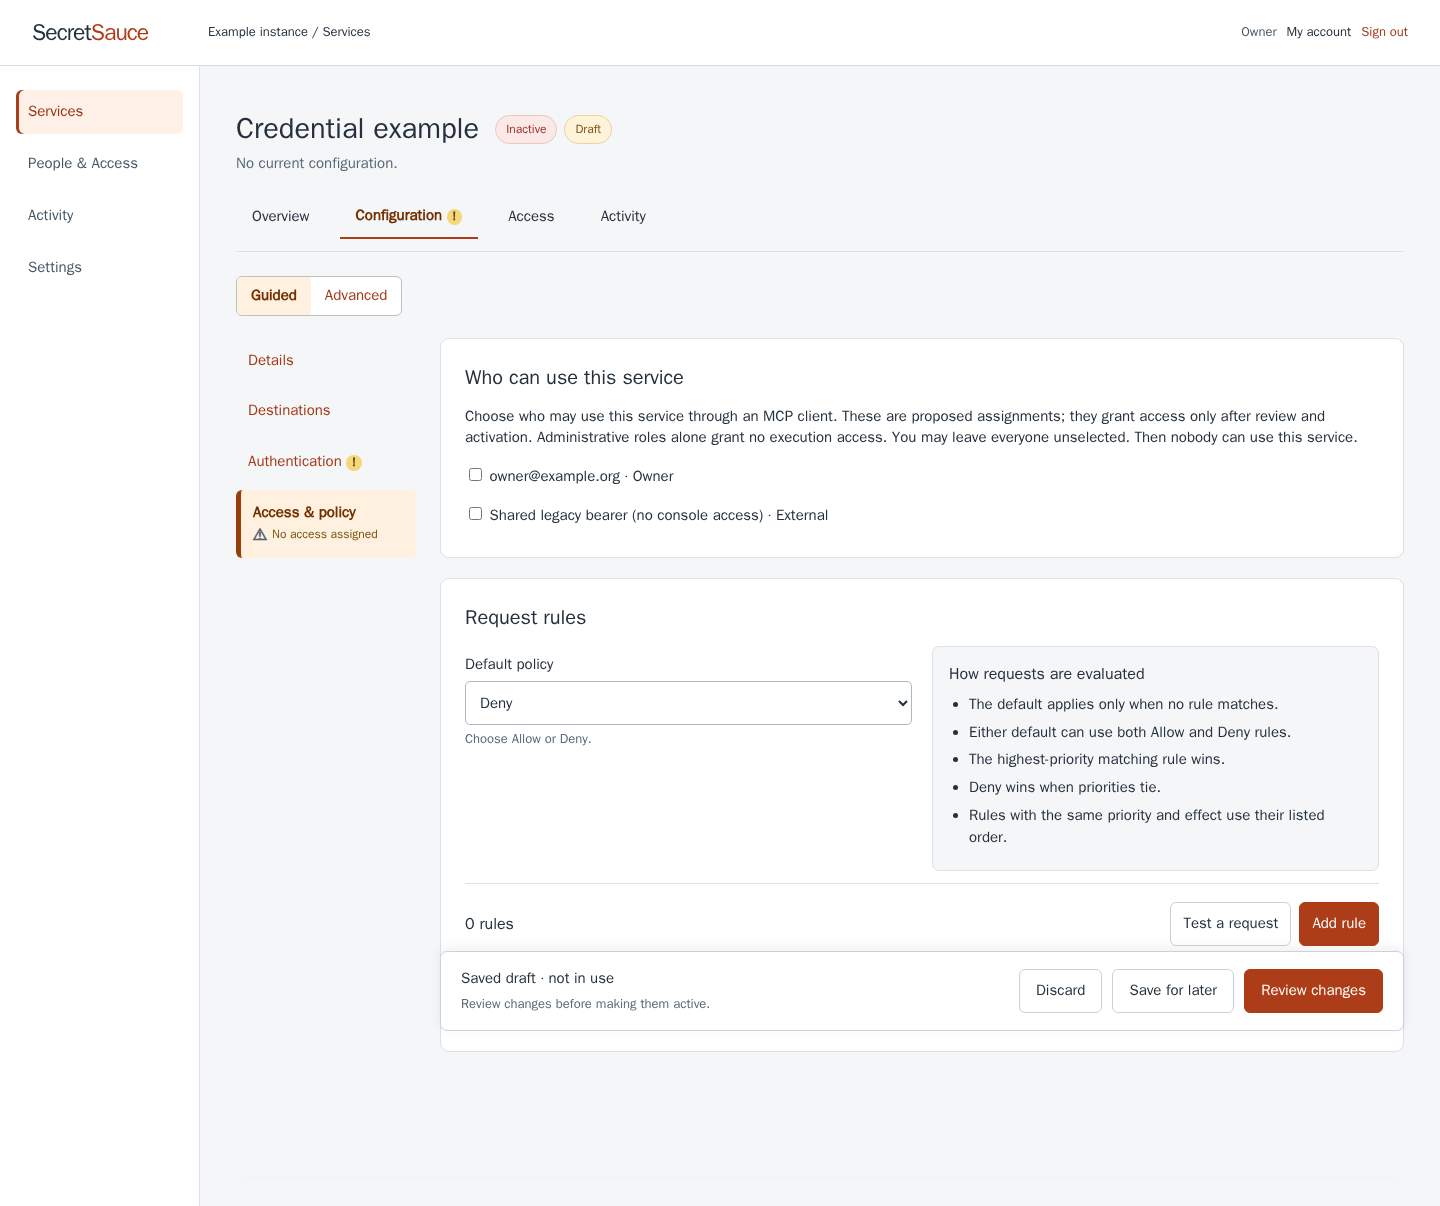 SecretSauce
Example instance / Services
Owner My account Sign out
Services
People & Access
Activity
Settings
Credential example
Inactive
Draft
No current configuration.
Overview
Configuration !
Access
Activity
Guided
Advanced
Details
Destinations
Authentication !
Access & policy
No access assigned
Who can use this service
Choose who may use this service through an MCP client. These are proposed assignments; they grant access only after review and
activation. Administrative roles alone grant no execution access. You may leave everyone unselected. Then nobody can use this service.
owner@example.org · Owner
Shared legacy bearer (no console access) · External
Request rules
Default policy
Deny
Choose Allow or Deny.
How requests are evaluated
• The default applies only when no rule matches.
• Either default can use both Allow and Deny rules.
• The highest-priority matching rule wins.
• Deny wins when priorities tie.
• Rules with the same priority and effect use their listed
order.
0 rules
Test a request
Add rule
Saved draft · not in use
Review changes before making them active.
Discard
Save for later
Review changes